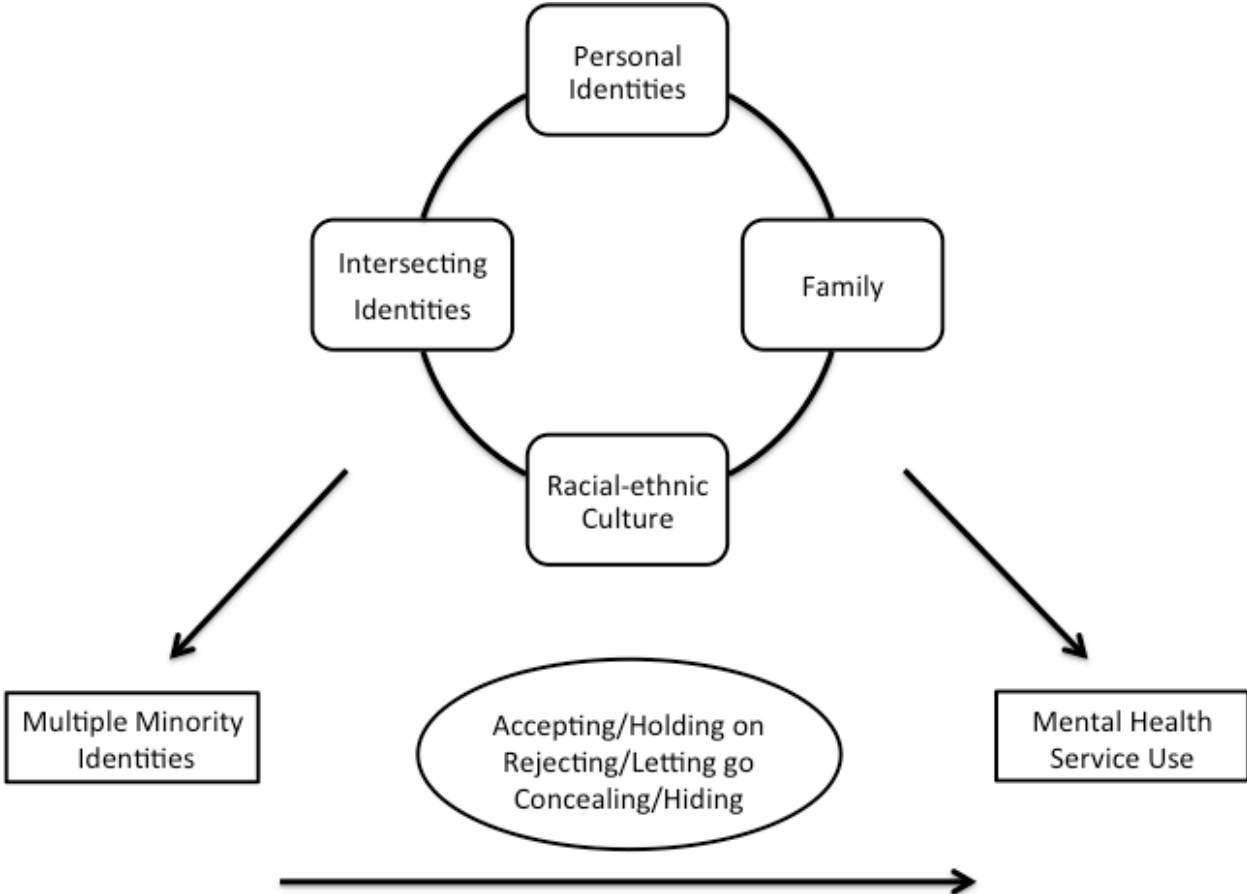 Personal
Identities
Intersecting
Identities
Family
Racial-ethnic
Culture
Multiple Minority
Identities
Accepting/Holding on
Rejecting/Letting go
Concealing/Hiding
Mental Health
Service Use